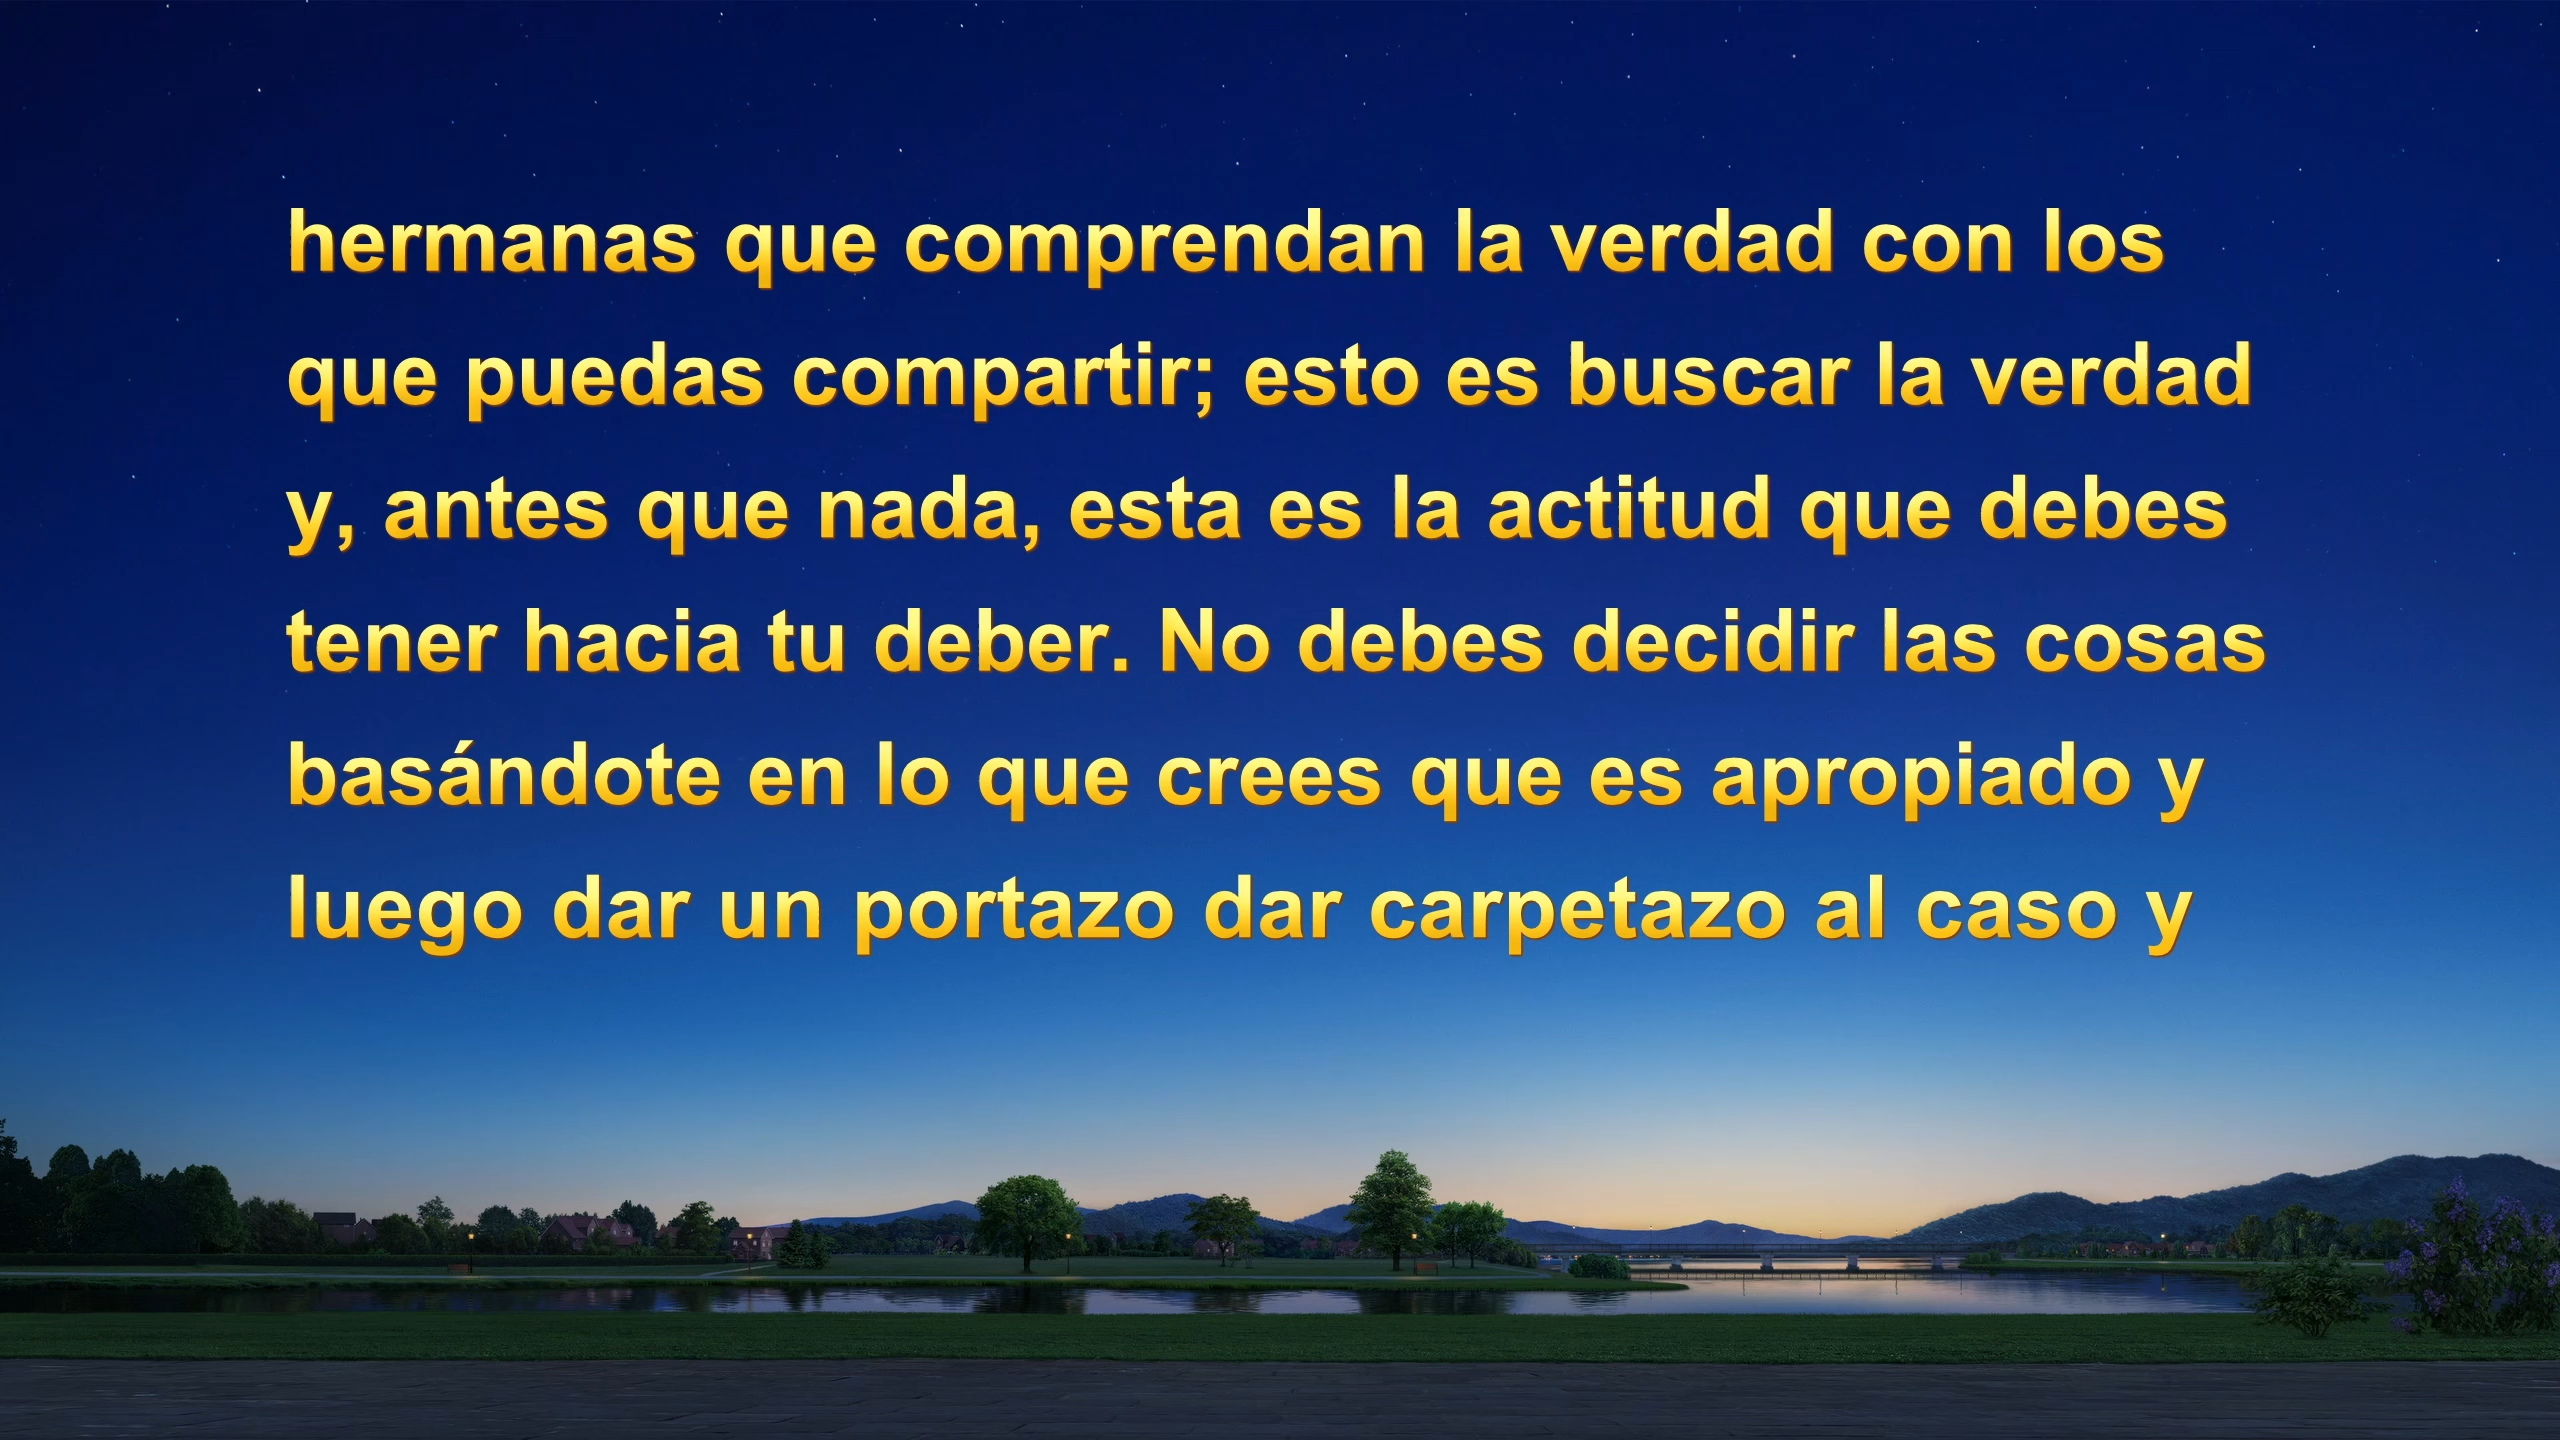 hermanas que comprendan la verdad con los
que puedas compartir; esto es buscar la verdad
y, antes que nada, esta es la actitud que debes
tener hacia tu deber. No debes decidir las cosas
basándote en lo que crees que es apropiado y
luego dar un portazo dar carpetazo al caso y